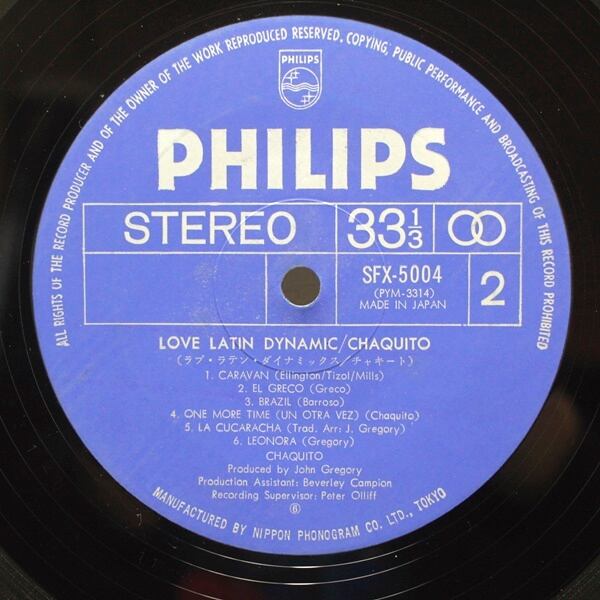 ALL RIGHTS OF THE RECORD PRODUCER AND OF THE OWNER OF THE WORK REPRODUCED RESERVED. COPYING, PUBLIC PERFORMANCE AND BROADCASTING OF THIS RECORD PROHIBITED
PHILIPS
PHILIPS
STEREO 33 1/3
SFX-5004
(PYM-3314)
MADE IN JAPAN
2
LOVE LATIN DYNAMIC/CHAQUITO
(ラブ・ラテン・ダイナミックス/チャキート)
1. CARAVAN (Ellington/Tizol/Mills)
2. EL GRECO (Greco)
3. BRAZIL (Barroso)
4. ONE MORE TIME (UN OTRA VEZ) (Chaquito)
5. LA CUCARACHA (Trad. Arr: J. Gregory)
6. LEONORA (Gregory)
CHAQUITO
Produced by John Gregory
Production Assistant: Beverley Campion
Recording Supervisor: Peter Olliff
⑥
MANUFACTURED BY NIPPON PHONOGRAM CO. LTD., TOKYO